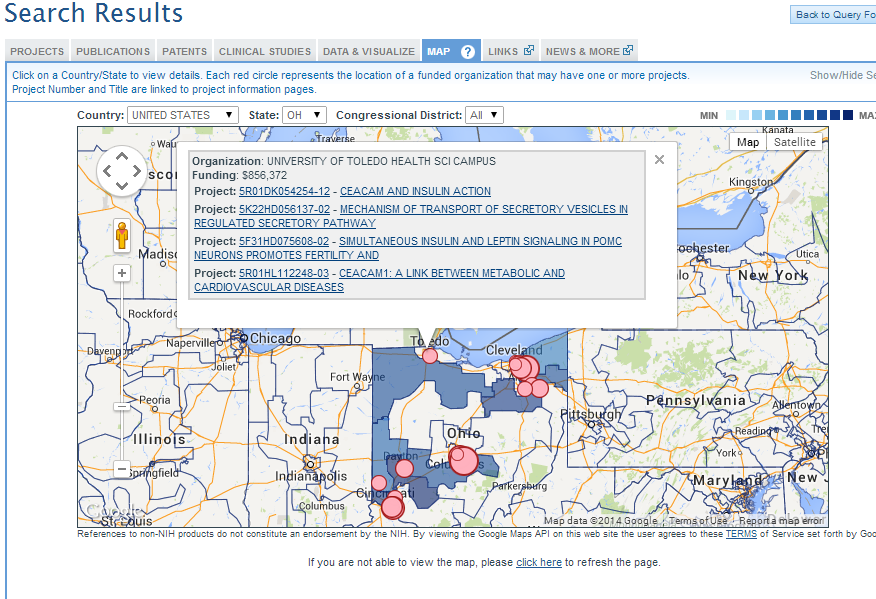 Search Results
Back to Query Fo
PROJECTS PUBLICATIONS PATENTS CLINICAL STUDIES DATA & VISUALIZE MAP ? LINKS NEWS & MORE
Click on a Country/State to view details. Each red circle represents the location of a funded organization that may have one or more projects.
Show/Hide Se
Project Number and Title are linked to project information pages.
Country: UNITED STATES State: OH Congressional District: All MIN MAX
Traverse
Kanata
Map Satellite
Organization: UNIVERSITY OF TOLEDO HEALTH SCI CAMPUS
Funding: $856,372
Project: 5R01DK054254-12 - CEACAM AND INSULIN ACTION
Project: 5K22HD056137-02 - MECHANISM OF TRANSPORT OF SECRETORY VESICLES IN
REGULATED SECRETORY PATHWAY
Project: 5F31HD075608-02 - SIMULTANEOUS INSULIN AND LEPTIN SIGNALING IN POMC
NEURONS PROMOTES FERTILITY AND
Project: 5R01HL112248-03 - CEACAM1: A LINK BETWEEN METABOLIC AND
CARDIOVASCULAR DISEASES
Wau
scon
Kingston
Madiso
ochester
Utica
lo
New York
Rockford
Naperville
Chicago
Toledo
Cleveland
Davenport
Joliet
Fort Wayne
Peoria
Pittsburgh
Pennsylvania
Allentown
Illinois
Indiana
Ohio
Reading
Dayton
Columbus
York
Springfield
Indianapolis
Parkersburg
Maryland
New J
Cincinnati
Columbus
Google
St Louis
Map data ©2014 Google Terms of Use Report a map error
References to non-NIH products do not constitute an endorsement by the NIH. By viewing the Google Maps API on this web site the user agrees to these TERMS of Service set forth by Goo
If you are not able to view the map, please click here to refresh the page.